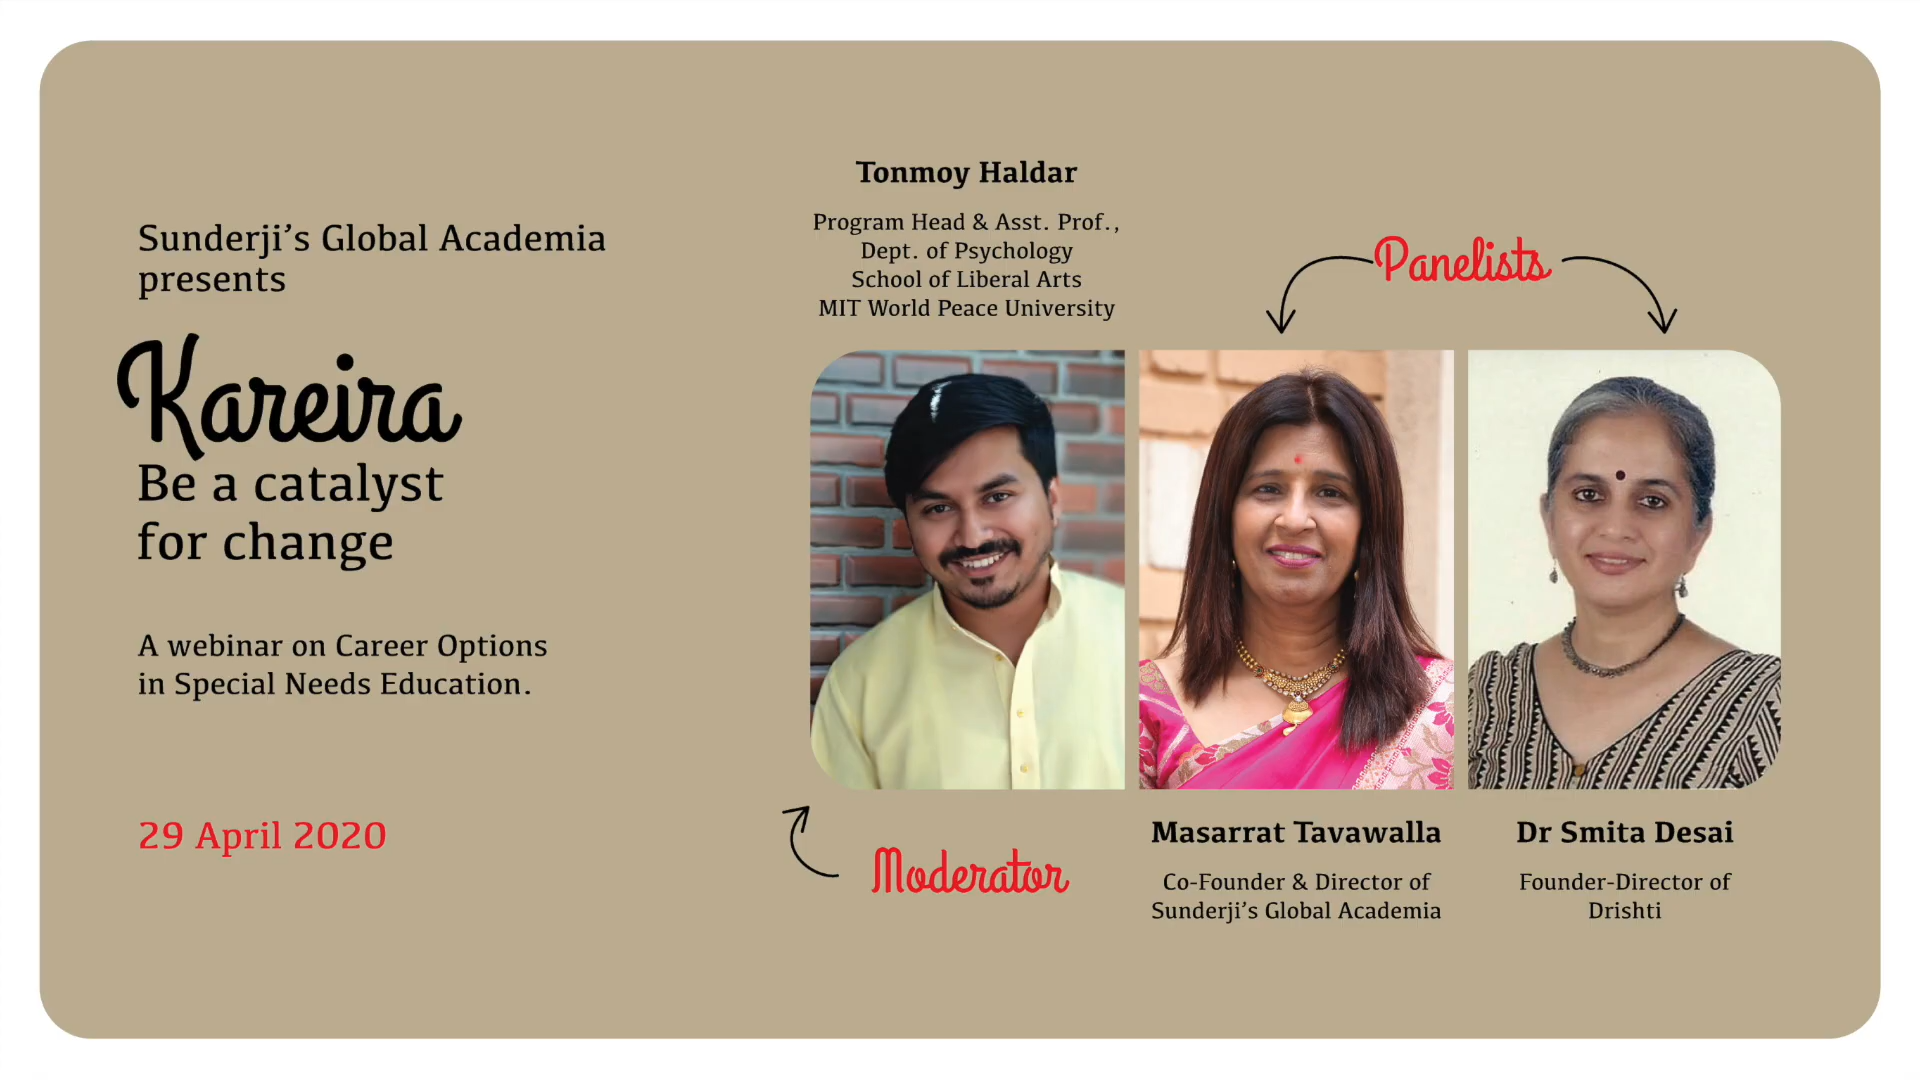 Sunderji’s Global Academia
presents
Kareira
Be a catalyst
for change
A webinar on Career Options
in Special Needs Education.
29 April 2020
Tonmoy Haldar
Program Head & Asst. Prof.,
Dept. of Psychology
School of Liberal Arts
MIT World Peace University
Moderator
Panelists
Masarrat Tavawalla
Co-Founder & Director of
Sunderji’s Global Academia
Dr Smita Desai
Founder-Director of
Drishti